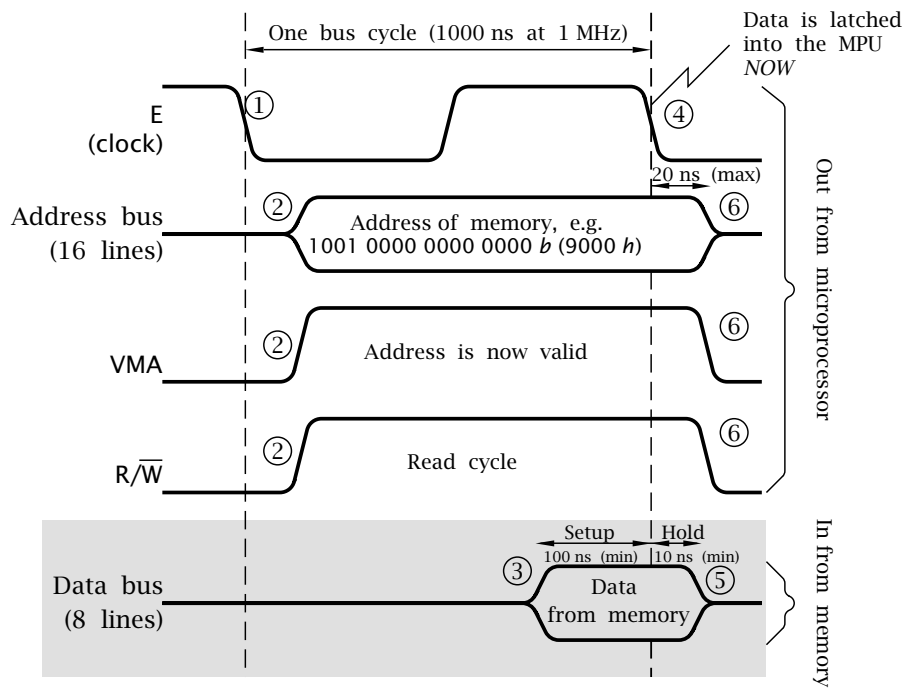 One bus cycle (1000 ns at 1 MHz)
Data is latched
into the MPU
NOW
E
(clock)
1
4
20 ns (max)
Address bus
(16 lines)
2
Address of memory, e.g.
1001 0000 0000 0000 b (9000 h)
6
VMA
2
Address is now valid
6
R/W̅
2
Read cycle
6
Out from microprocessor
Data bus
(8 lines)
3
Setup
100 ns (min)
Hold
10 ns (min)
Data
from memory
5
In from memory